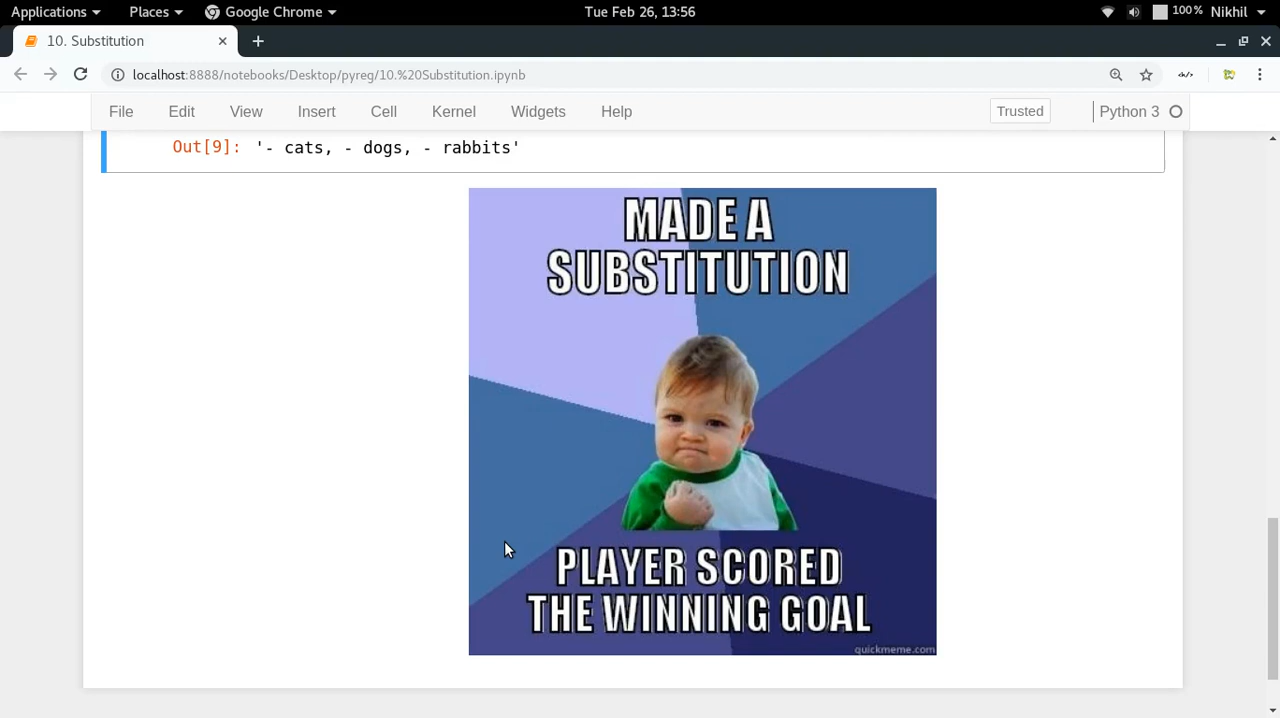 Applications Places Google Chrome Tue Feb 26, 13:56 100% Nikhil
10. Substitution
localhost:8888/notebooks/Desktop/pyreg/10.%20Substitution.ipynb
File Edit View Insert Cell Kernel Widgets Help Trusted Python 3
Out[9]: '- cats, - dogs, - rabbits'
MADE A
SUBSTITUTION
PLAYER SCORED
THE WINNING GOAL
quickmeme.com